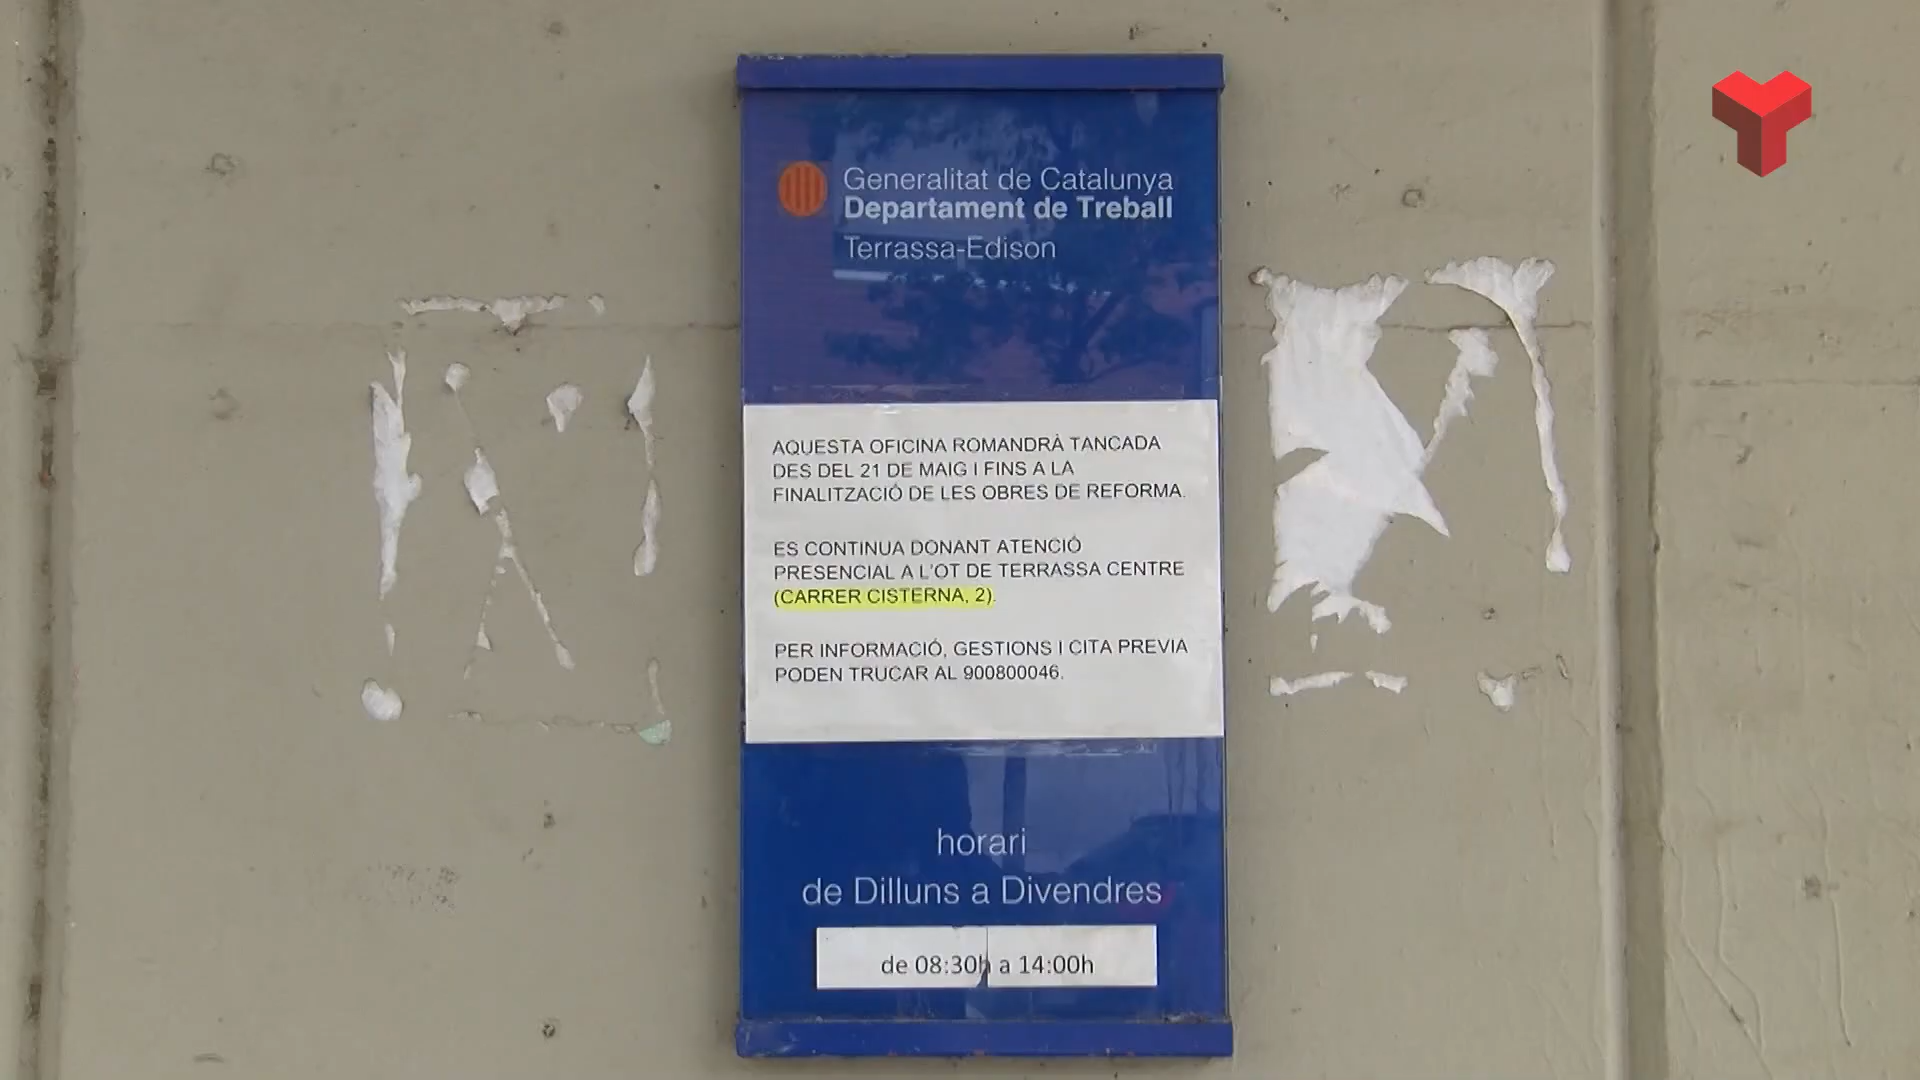 Generalitat de Catalunya
Departament de Treball
Terrassa-Edison
AQUESTA OFICINA ROMANDRÀ TANCADA
DES DEL 21 DE MAIG I FINS A LA
FINALITZACIÓ DE LES OBRES DE REFORMA.
ES CONTINUA DONANT ATENCIÓ
PRESENCIAL A L'OT DE TERRASSA CENTRE
(CARRER CISTERNA, 2).
PER INFORMACIÓ, GESTIONS I CITA PREVIA
PODEN TRUCAR AL 900800046.
horari
de Dilluns a Divendres
de 08:30h a 14:00h